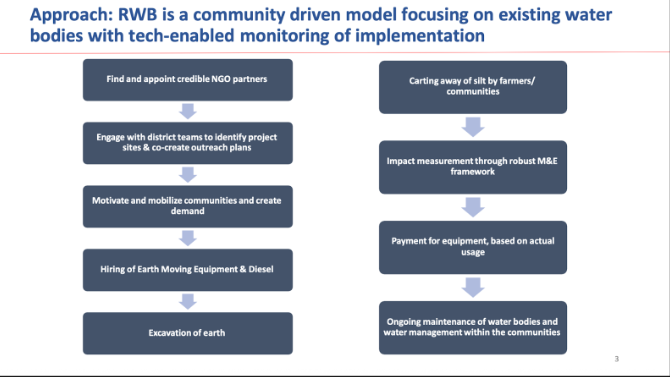 Approach: RWB is a community driven model focusing on existing water
bodies with tech-enabled monitoring of implementation
Find and appoint credible NGO partners
Engage with district teams to identify project
sites & co-create outreach plans
Motivate and mobilize communities and create
demand
Hiring of Earth Moving Equipment & Diesel
Excavation of earth
Carting away of silt by farmers/
communities
Impact measurement through robust M&E
framework
Payment for equipment, based on actual
usage
Ongoing maintenance of water bodies and
water management within the communities
3